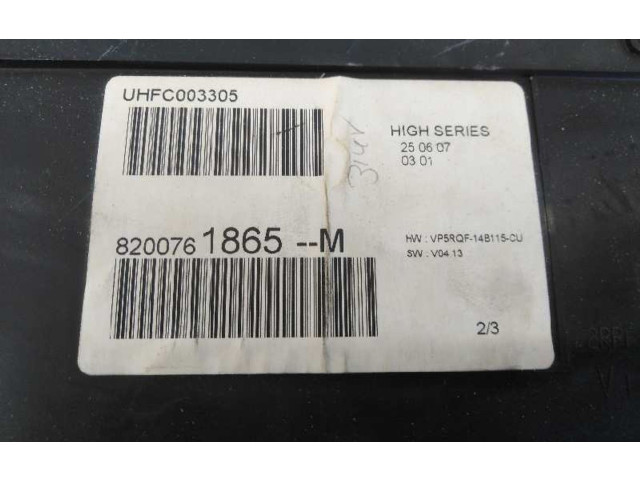 UHFC003305
HIGH SERIES
25 06 07
03 01
8200761865 --M
HW : VP5RQF-14B115-CU
SW : V04 13
2/3